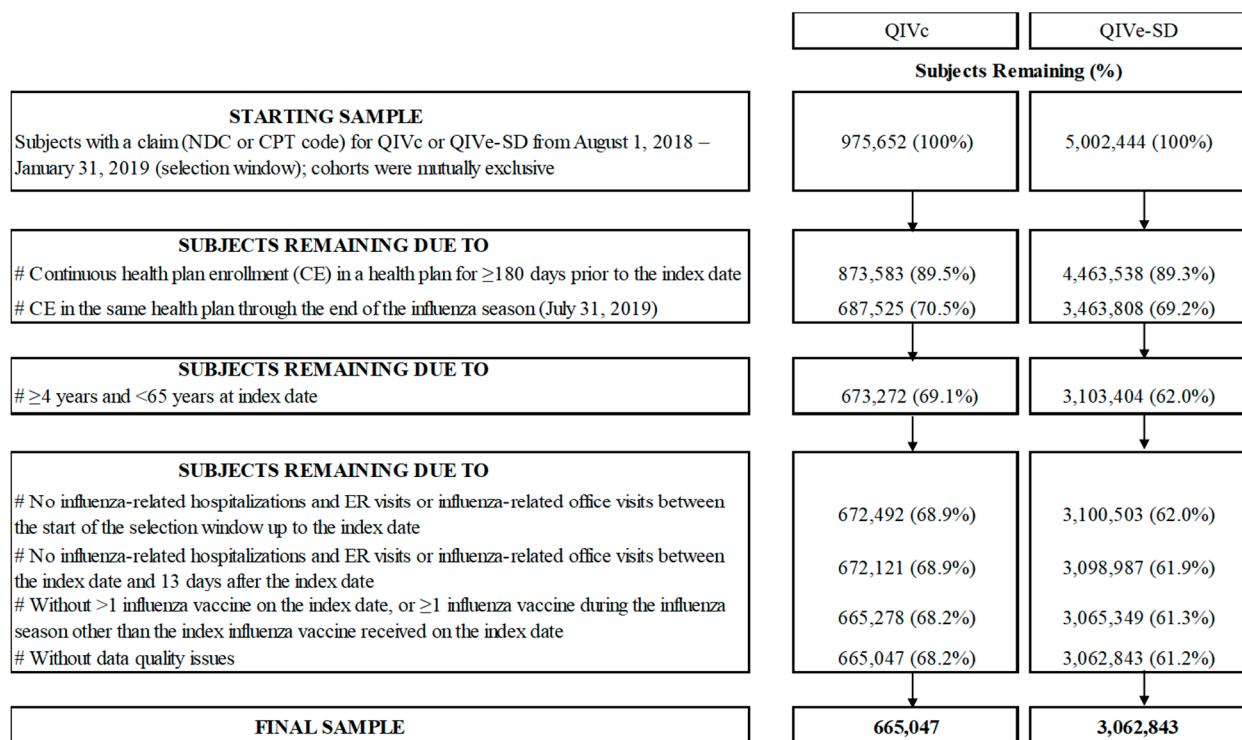 QIVc QIVe-SD
Subjects Remaining (%)
STARTING SAMPLE
Subjects with a claim (NDC or CPT code) for QIVc or QIVe-SD from August 1, 2018 –
January 31, 2019 (selection window); cohorts were mutually exclusive
975,652 (100%) 5,002,444 (100%)
SUBJECTS REMAINING DUE TO
# Continuous health plan enrollment (CE) in a health plan for ≥180 days prior to the index date 873,583 (89.5%) 4,463,538 (89.3%)
# CE in the same health plan through the end of the influenza season (July 31, 2019) 687,525 (70.5%) 3,463,808 (69.2%)
SUBJECTS REMAINING DUE TO
# ≥4 years and <65 years at index date 673,272 (69.1%) 3,103,404 (62.0%)
SUBJECTS REMAINING DUE TO
# No influenza-related hospitalizations and ER visits or influenza-related office visits between
the start of the selection window up to the index date
672,492 (68.9%) 3,100,503 (62.0%)
# No influenza-related hospitalizations and ER visits or influenza-related office visits between
the index date and 13 days after the index date
672,121 (68.9%) 3,098,987 (61.9%)
# Without >1 influenza vaccine on the index date, or ≥1 influenza vaccine during the influenza
season other than the index influenza vaccine received on the index date
665,278 (68.2%) 3,065,349 (61.3%)
# Without data quality issues 665,047 (68.2%) 3,062,843 (61.2%)
FINAL SAMPLE 665,047 3,062,843